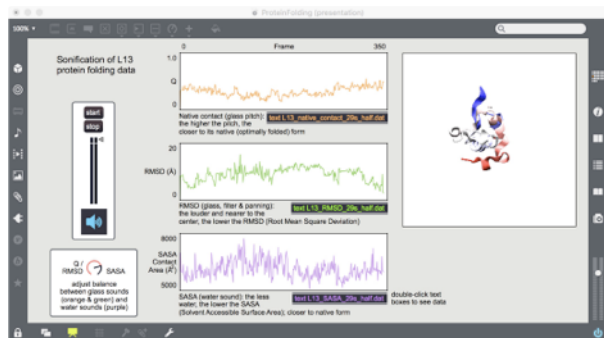 ProteinFolding (presentation)
100%
Sonification of L13
protein folding data
start
stop
Q /
RMSD
SASA
adjust balance
between glass sounds
(orange & green) and
water sounds (purple)
0
Frame
350
1.0
Q
0
Native contact (glass pitch):
the higher the pitch, the
closer to its native (optimally folded) form
text L13_native_contact_29s_half.dat
20
RMSD (Å)
0
RMSD (glass, filter & panning):
the louder and nearer to the
center, the lower the RMSD (Root Mean Square Deviation)
text L13_RMSD_29s_half.dat
8000
SASA
Contact
Area (Å²)
5000
SASA (water sound): the less
water, the lower the SASA
(Solvent Accessible Surface Area); closer to native form
text L13_SASA_29s_half.dat
double-click text
boxes to see data